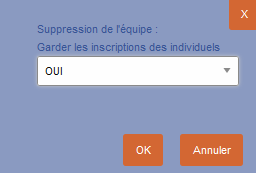 X
Suppression de l'équipe :
Garder les inscriptions des individuels
OUI
OK
Annuler